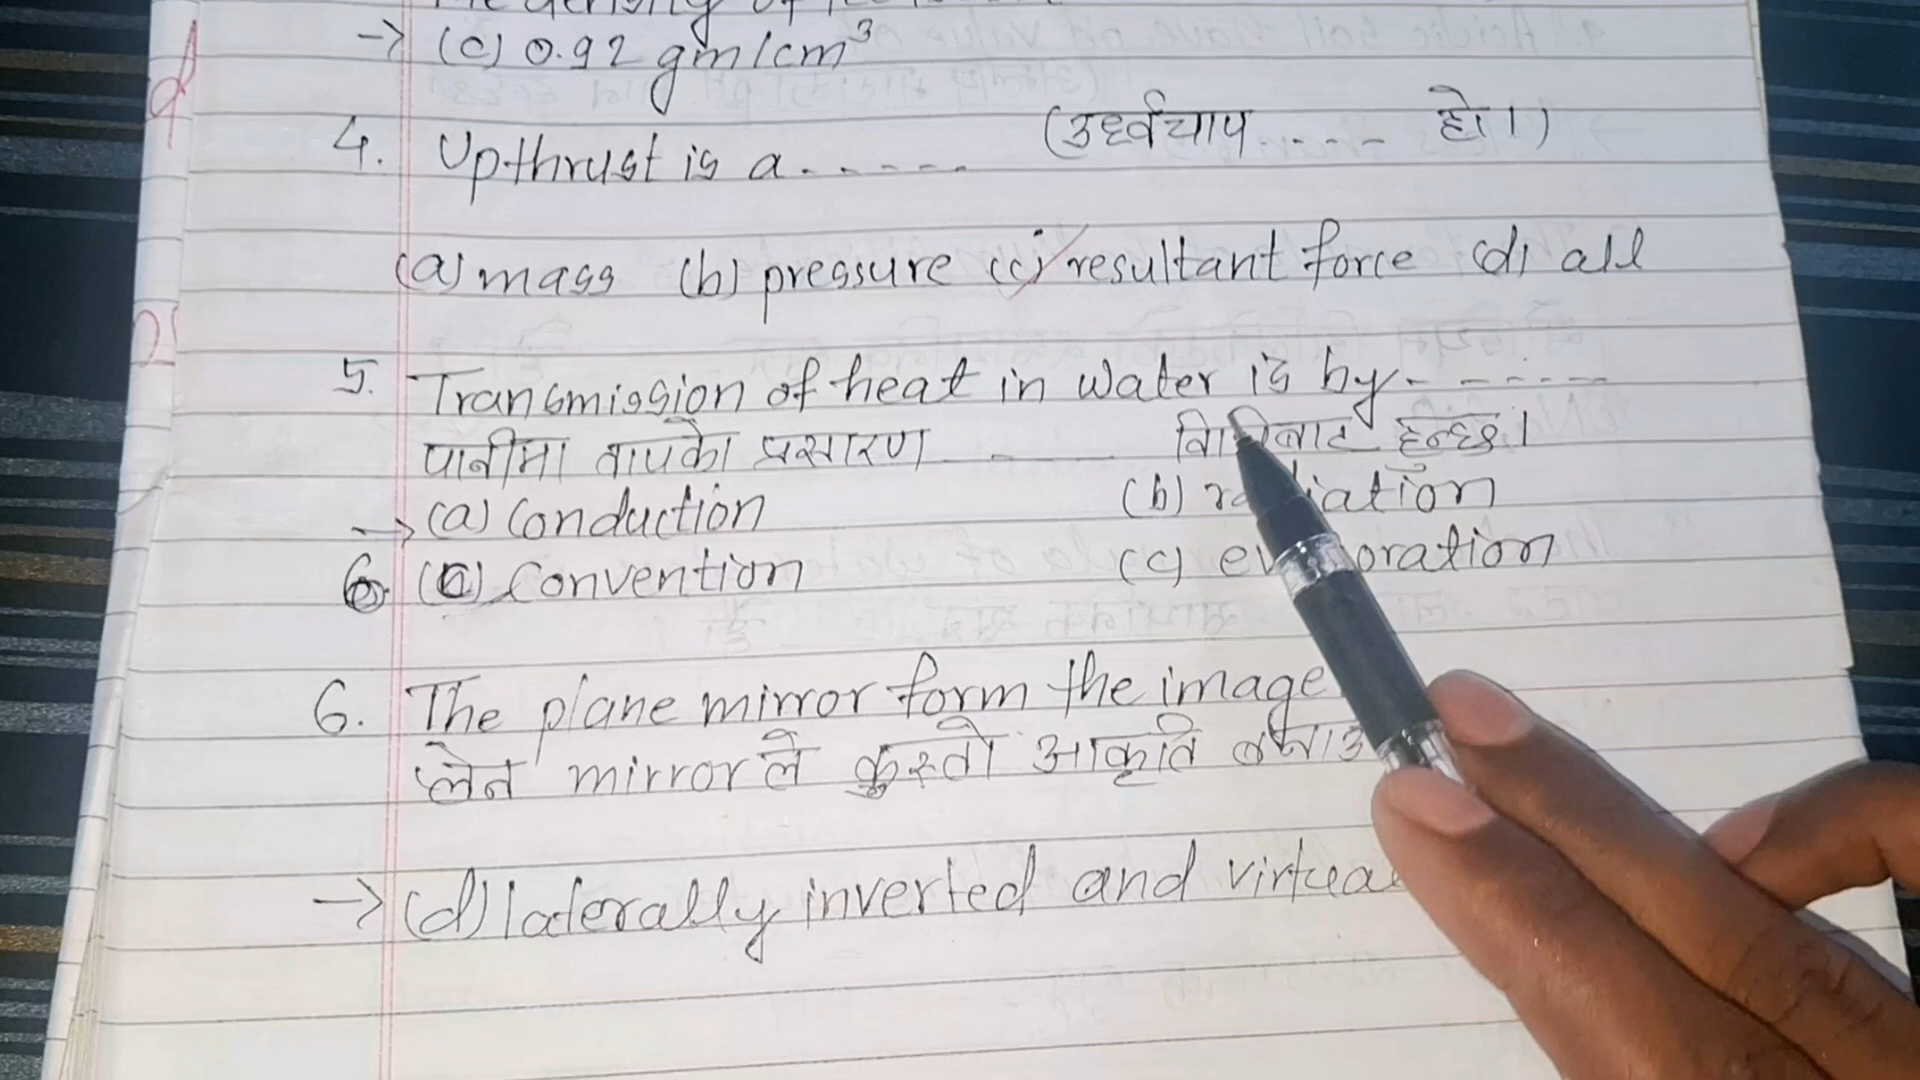 (c) 0.92 gm/cm³
4. Upthrust is a...... (उर्ध्वचाप ..... हो।)
(a) mass (b) pressure (c) resultant force (d) all
5. Transmission of heat in water is by......
पानीमा तापको प्रसारण ........ हुन्छ।
→ (a) Conduction (b)
6. (c) Convention (c)
6. The plane mirror form the image
प्लेन mirror ले कुस्तो आकृति
→ (d) laterally inverted and